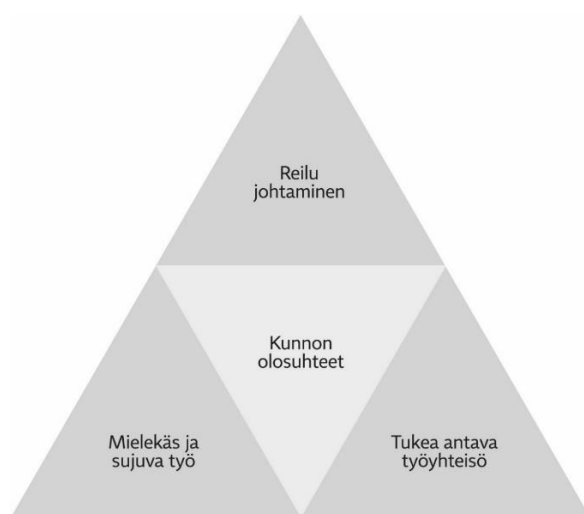 Reilu
johtaminen
Kunnon
olosuhteet
Mielekäs ja
sujuva työ
Tukea antava
työyhteisö